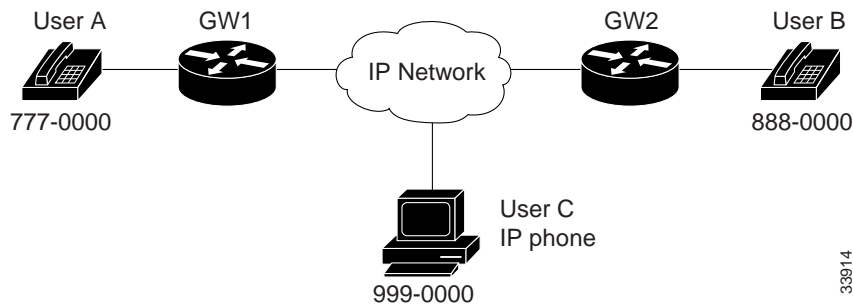 User A
GW1
GW2
User B
IP Network
777-0000
888-0000
User C
IP phone
999-0000
33914